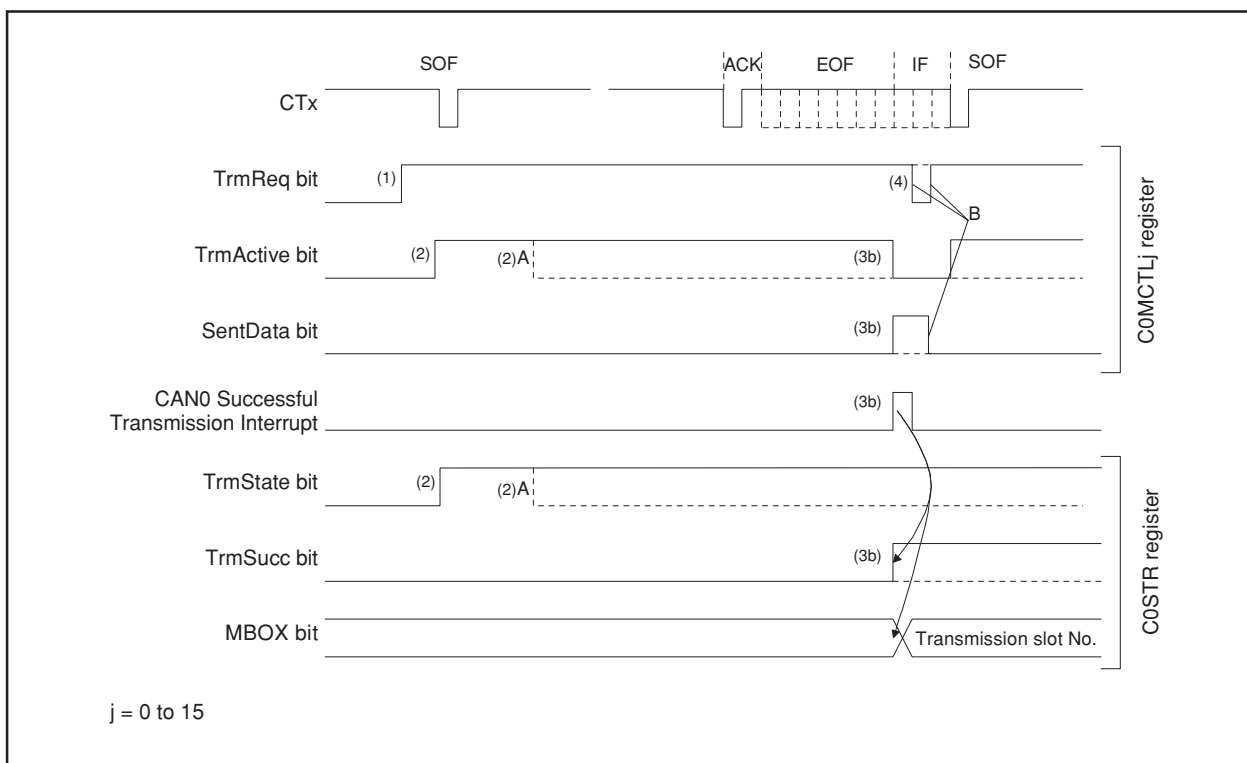 SOF
ACK
EOF
IF
SOF
CTx
TrmReq bit
(1)
(4)
B
TrmActive bit
(2)
(2)A
(3b)
SentData bit
(3b)
C0MCTLj register
CAN0 Successful
Transmission Interrupt
(3b)
TrmState bit
(2)
(2)A
TrmSucc bit
(3b)
MBOX bit
Transmission slot No.
C0STR register
j = 0 to 15